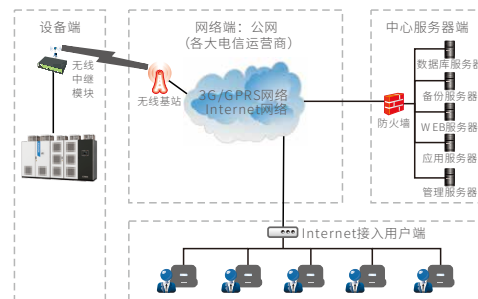 设备端
无线
中继
模块
网络端：公网
（各大电信运营商）
无线基站
3G/GPRS网络
Internet网络
中心服务器端
防火墙
数据库服务器
备份服务器
WEB服务器
应用服务器
管理服务器
Internet接入用户端